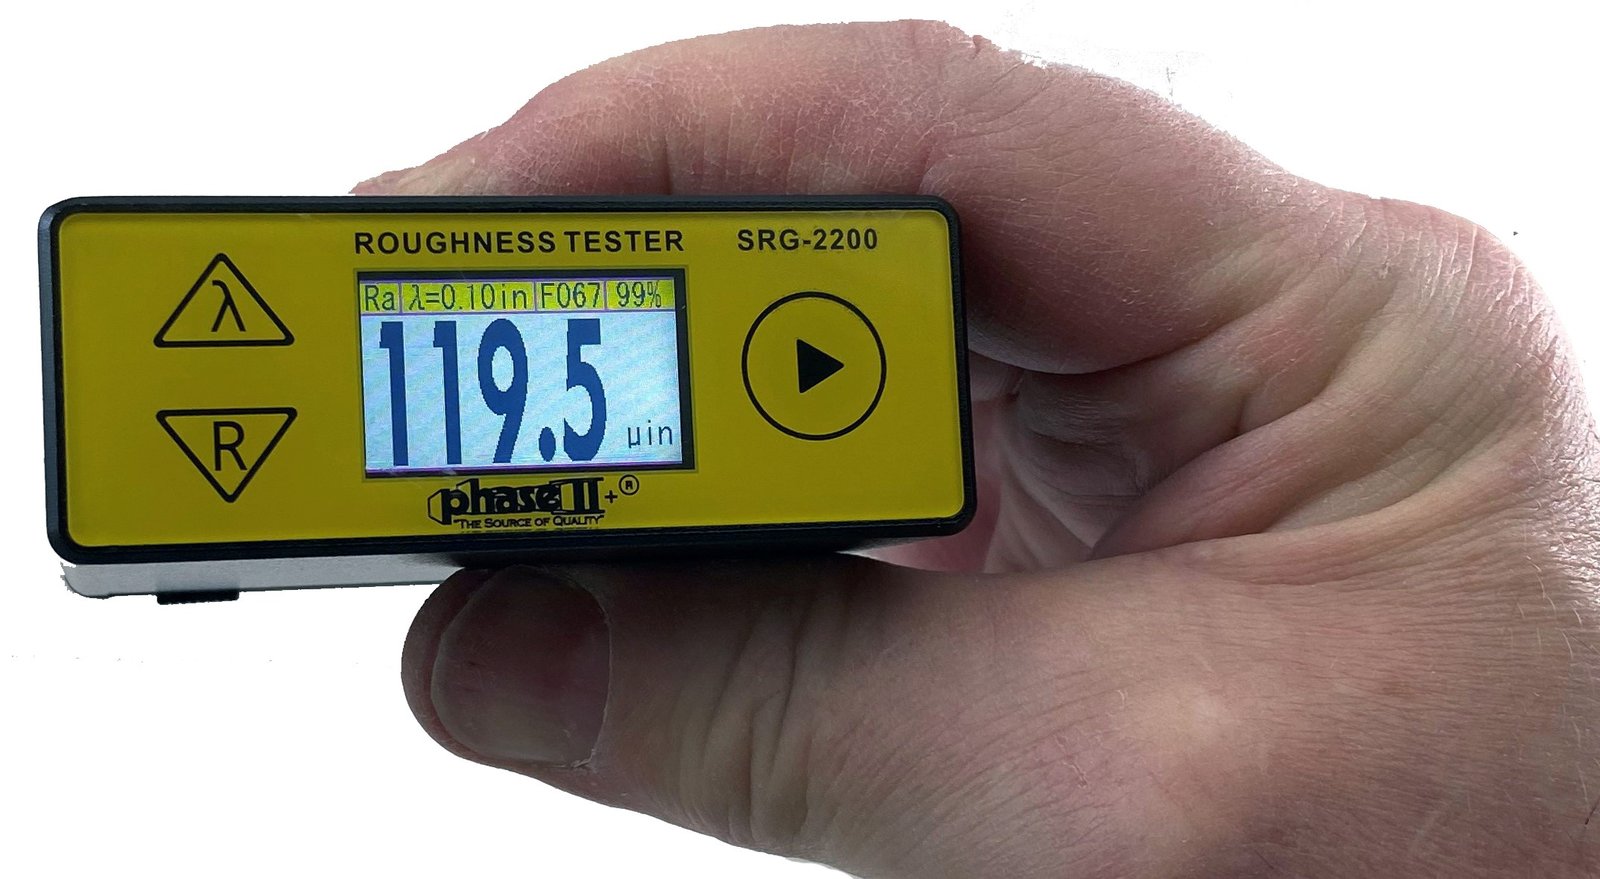 ROUGHNESS TESTER SRG-2200
λ
Ra λ=0.10in F067 99%
119.5 µin
R
phase II+®
THE SOURCE OF QUALITY